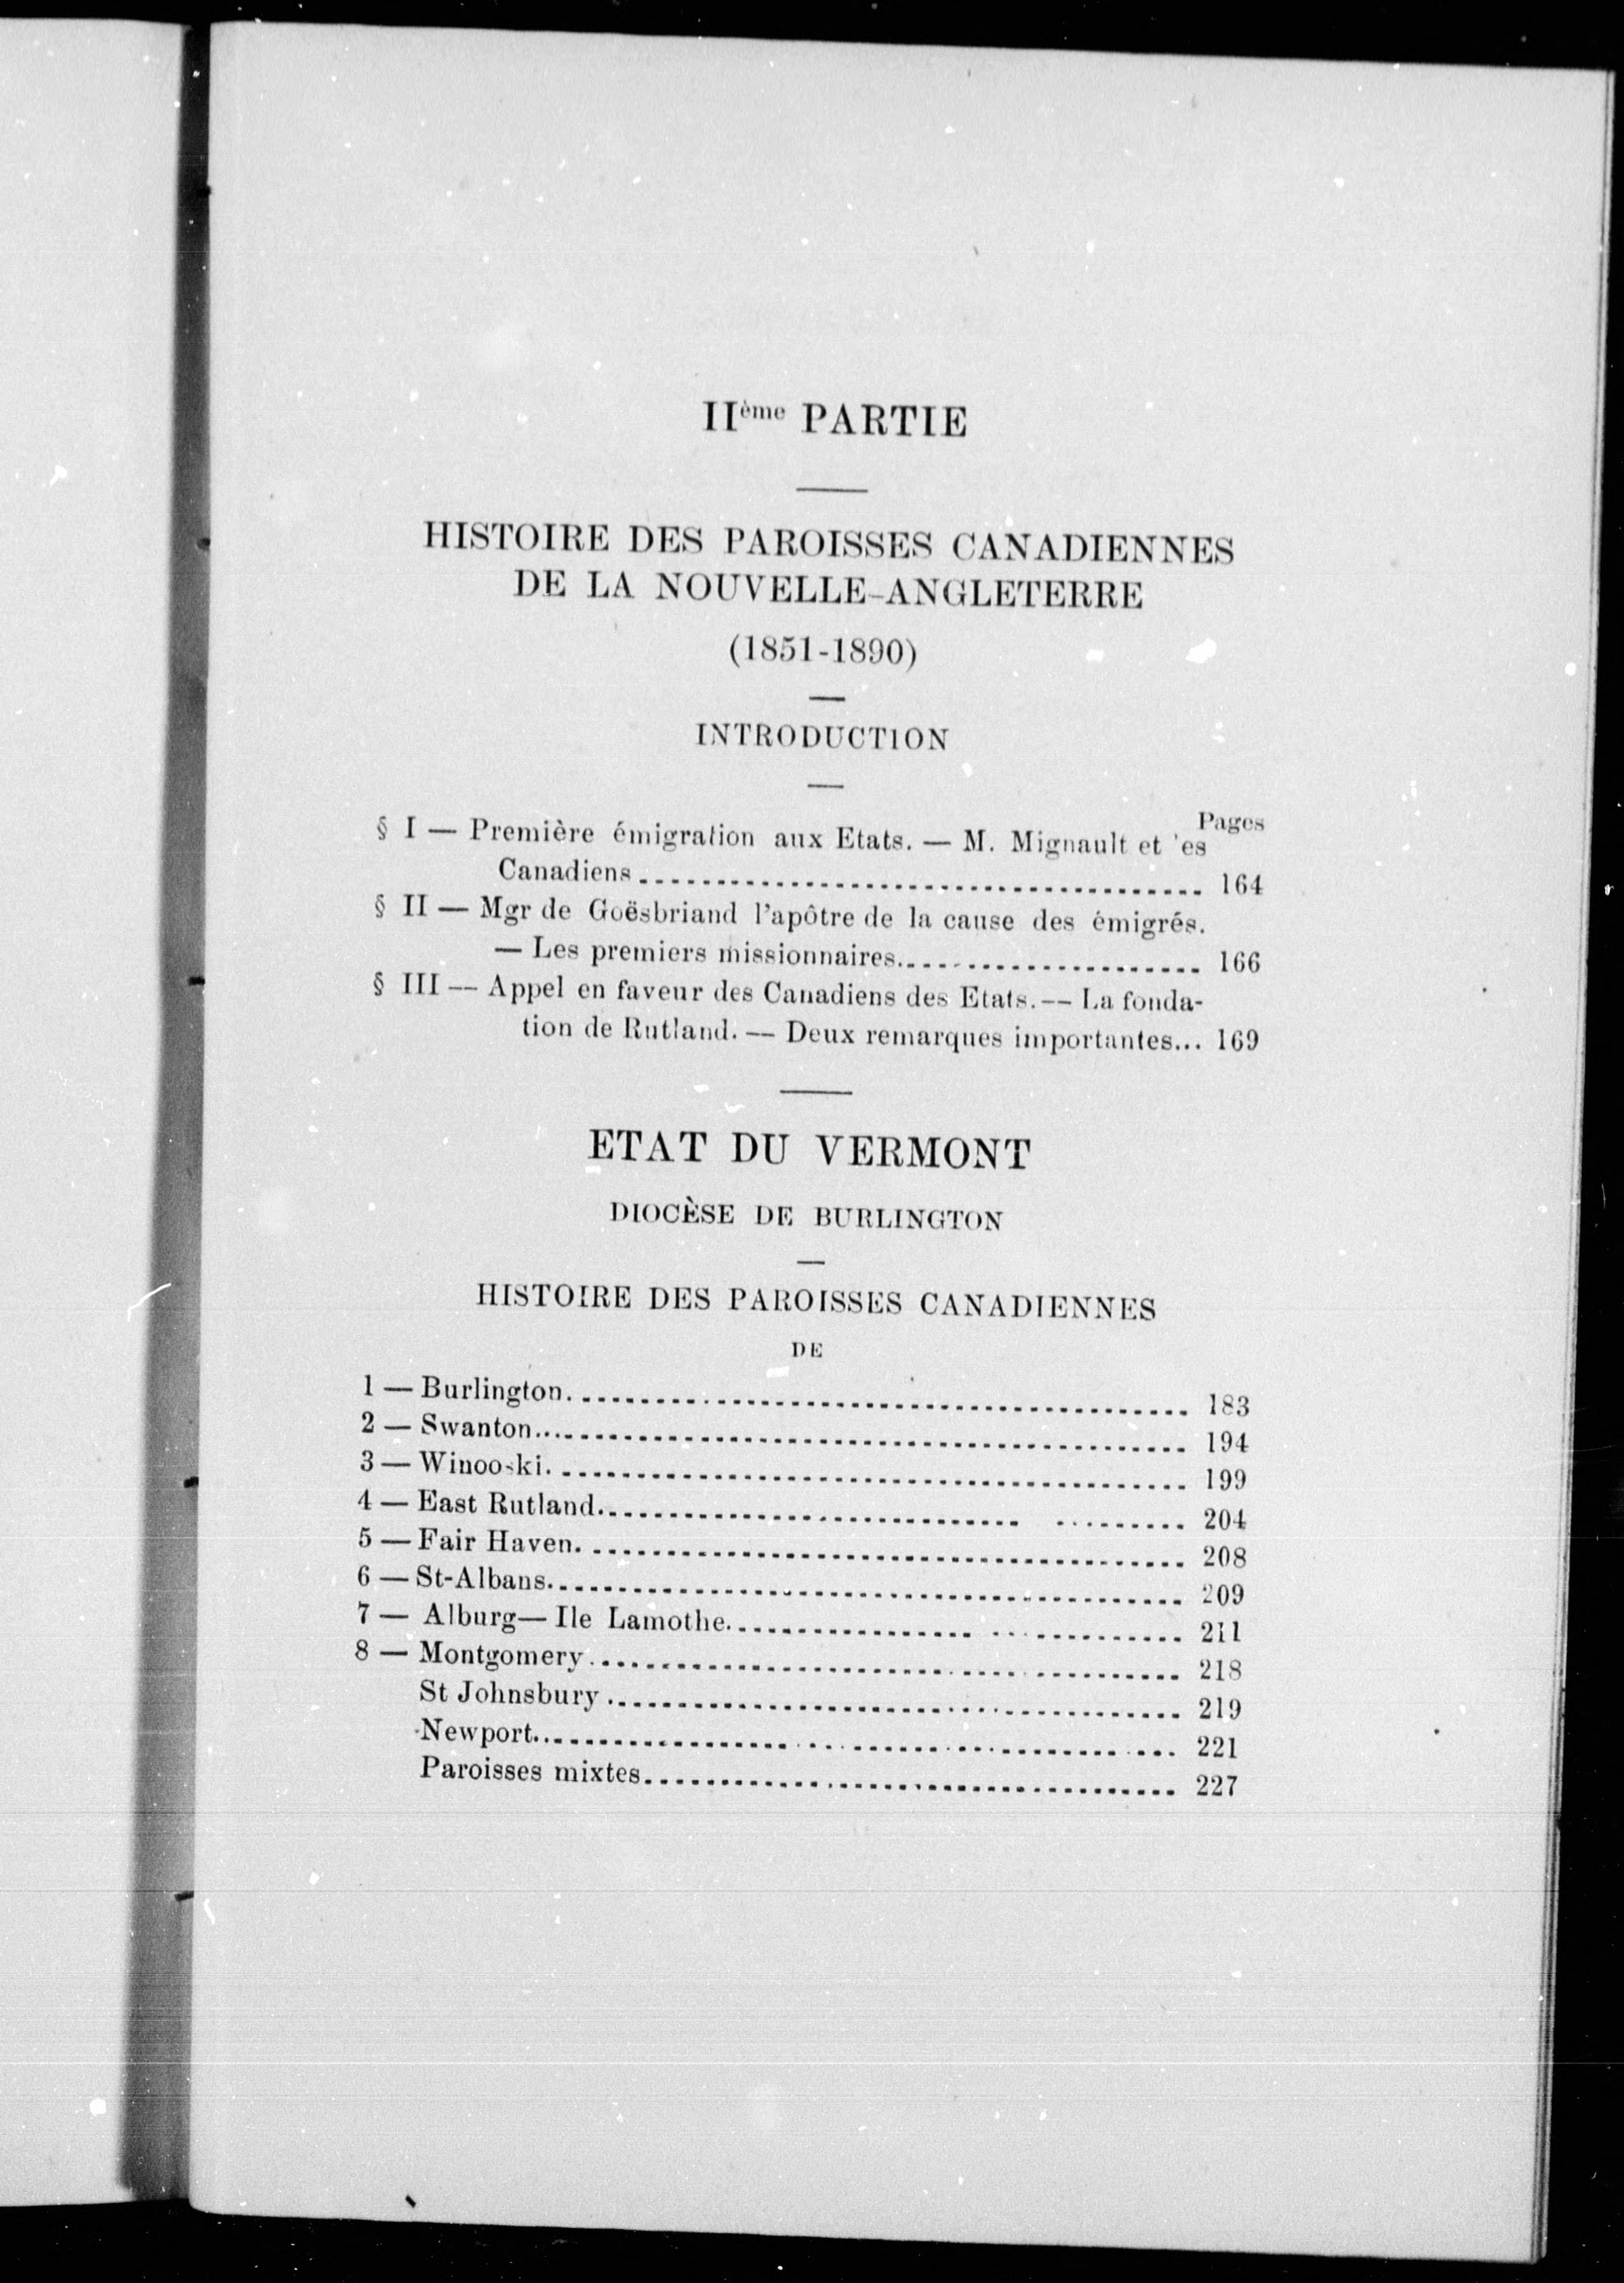 IIème PARTIE
HISTOIRE DES PAROISSES CANADIENNES
DE LA NOUVELLE-ANGLETERRE
(1851-1890)
INTRODUCTION
Pages
§ I — Première émigration aux Etats. — M. Mignault et 'es
Canadiens........................................ 164
§ II — Mgr de Goësbriand l'apôtre de la cause des émigrés.
— Les premiers missionnaires...................... 166
§ III — Appel en faveur des Canadiens des Etats. — La fonda-
tion de Rutland. — Deux remarques importantes... 169
ETAT DU VERMONT
DIOCÈSE DE BURLINGTON
HISTOIRE DES PAROISSES CANADIENNES
DE
1 — Burlington........................................ 183
2 — Swanton........................................ 194
3 — Winoo-ki........................................ 199
4 — East Rutland........................................ 204
5 — Fair Haven........................................ 208
6 — St-Albans........................................ 209
7 — Alburg — Ile Lamothe.............................. 211
8 — Montgomery........................................ 218
St Johnsbury........................................ 219
Newport........................................ 221
Paroisses mixtes........................................ 227